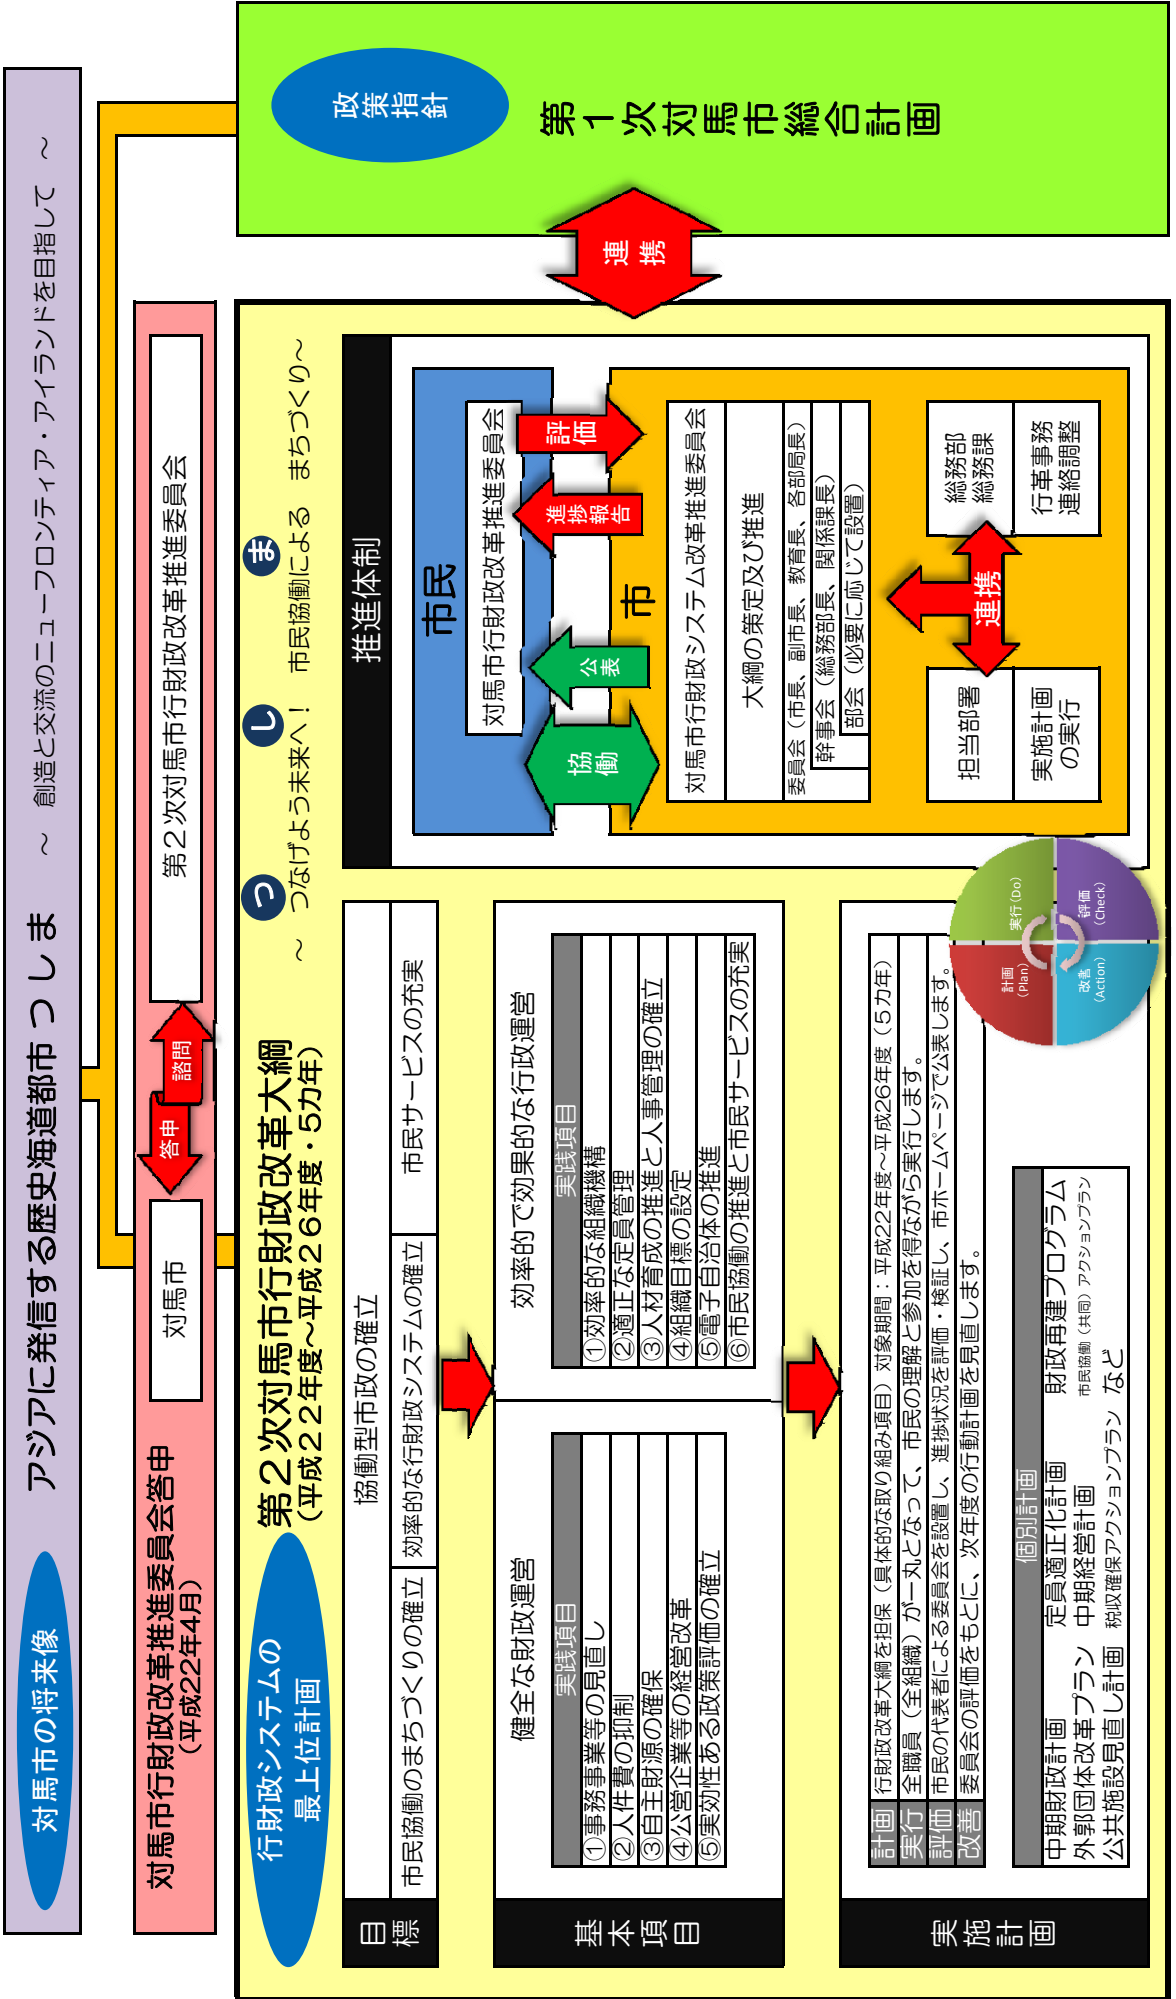 対馬市の将来像
アジアに発信する歴史海道都市 つ し ま ～ 創造と交流のニューフロンティア・アイランドを目指して ～
対馬市行財政改革推進委員会答申
（平成22年4月）
対馬市
答申
諮問
第２次対馬市行財政改革推進委員会
行財政システムの
最上位計画
第２次対馬市行財政改革大綱
（平成２２年度～平成２６年度・５カ年）
つ し ま
～ つなげよう未来へ！ 市民協働による まちづくり～
政策指針
第１次対馬市総合計画
連携
目標
協働型市政の確立
市民協働のまちづくりの確立
効率的な行財政システムの確立
市民サービスの充実
基本項目
健全な財政運営
実践項目
①事務事業等の見直し
②人件費の抑制
③自主財源の確保
④公営企業等の経営改革
⑤実効性ある政策評価の確立
効率的で効果的な行政運営
実践項目
①効率的な組織機構
②適正な定員管理
③人材育成の推進と人事管理の確立
④組織目標の設定
⑤電子自治体の推進
⑥市民協働の推進と市民サービスの充実
実施計画
計画 行財政改革大綱を担保（具体的な取り組み項目）対象期間：平成22年度～平成26年度（５カ年）
実行 全職員（全組織）が一丸となって、市民の理解と参加を得ながら実行します。
評価 市民の代表者による委員会を設置し、進捗状況を評価・検証し、市ホームページで公表します。
改善 委員会の評価をもとに、次年度の行動計画を見直します。
個別計画
中期財政計画 定員適正化計画 財政再建プログラム
外郭団体改革プラン 中期経営計画 市民協働（共同）アクションプラン
公共施設見直し計画 税収確保アクションプラン など
計画
（Plan）
実行（Do）
評価
（Check）
改善
（Action）
推進体制
市民
対馬市行財政改革推進委員会
協働
公表
進捗報告
評価
市
対馬市行財政システム改革推進委員会
大綱の策定及び推進
委員会（市長、副市長、教育長、各部局長）
幹事会（総務部長、関係課長）
部会（必要に応じて設置）
担当部署
実施計画
の実行
連携
総務部
総務課
行革事務
連絡調整